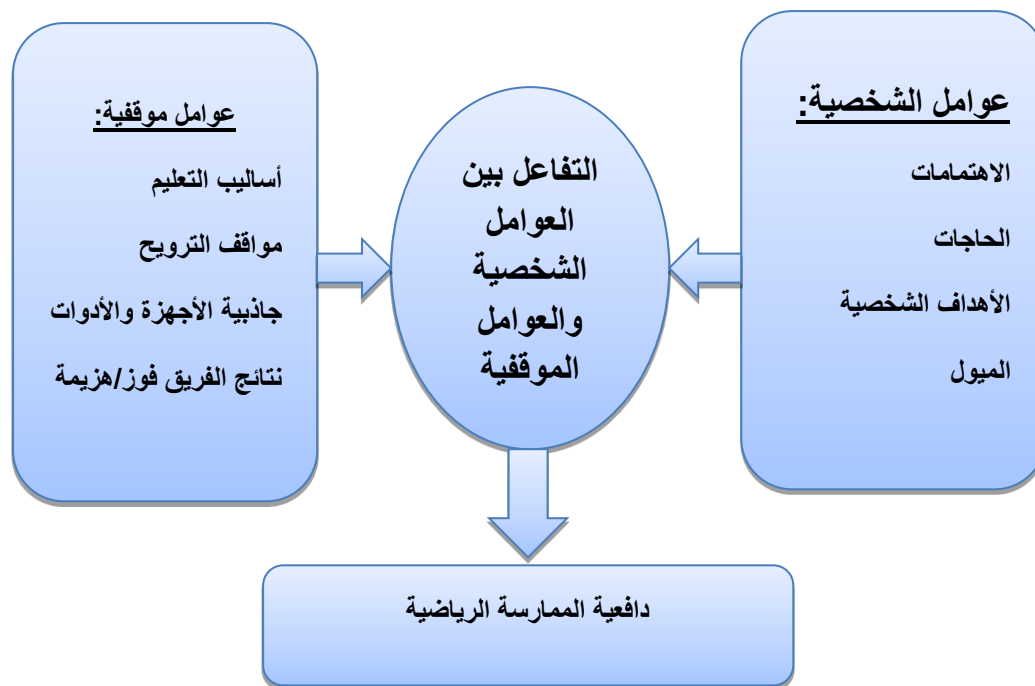 عوامل الشخصية:
الاهتمامات
الحاجات
الأهداف الشخصية
الميول
التفاعل بين
العوامل
الشخصية
والعوامل
الموقفية
عوامل موقفية:
أساليب التعليم
مواقف الترويح
جاذبية الأجهزة والأدوات
نتائج الفريق فوز/هزيمة
دافعية الممارسة الرياضية